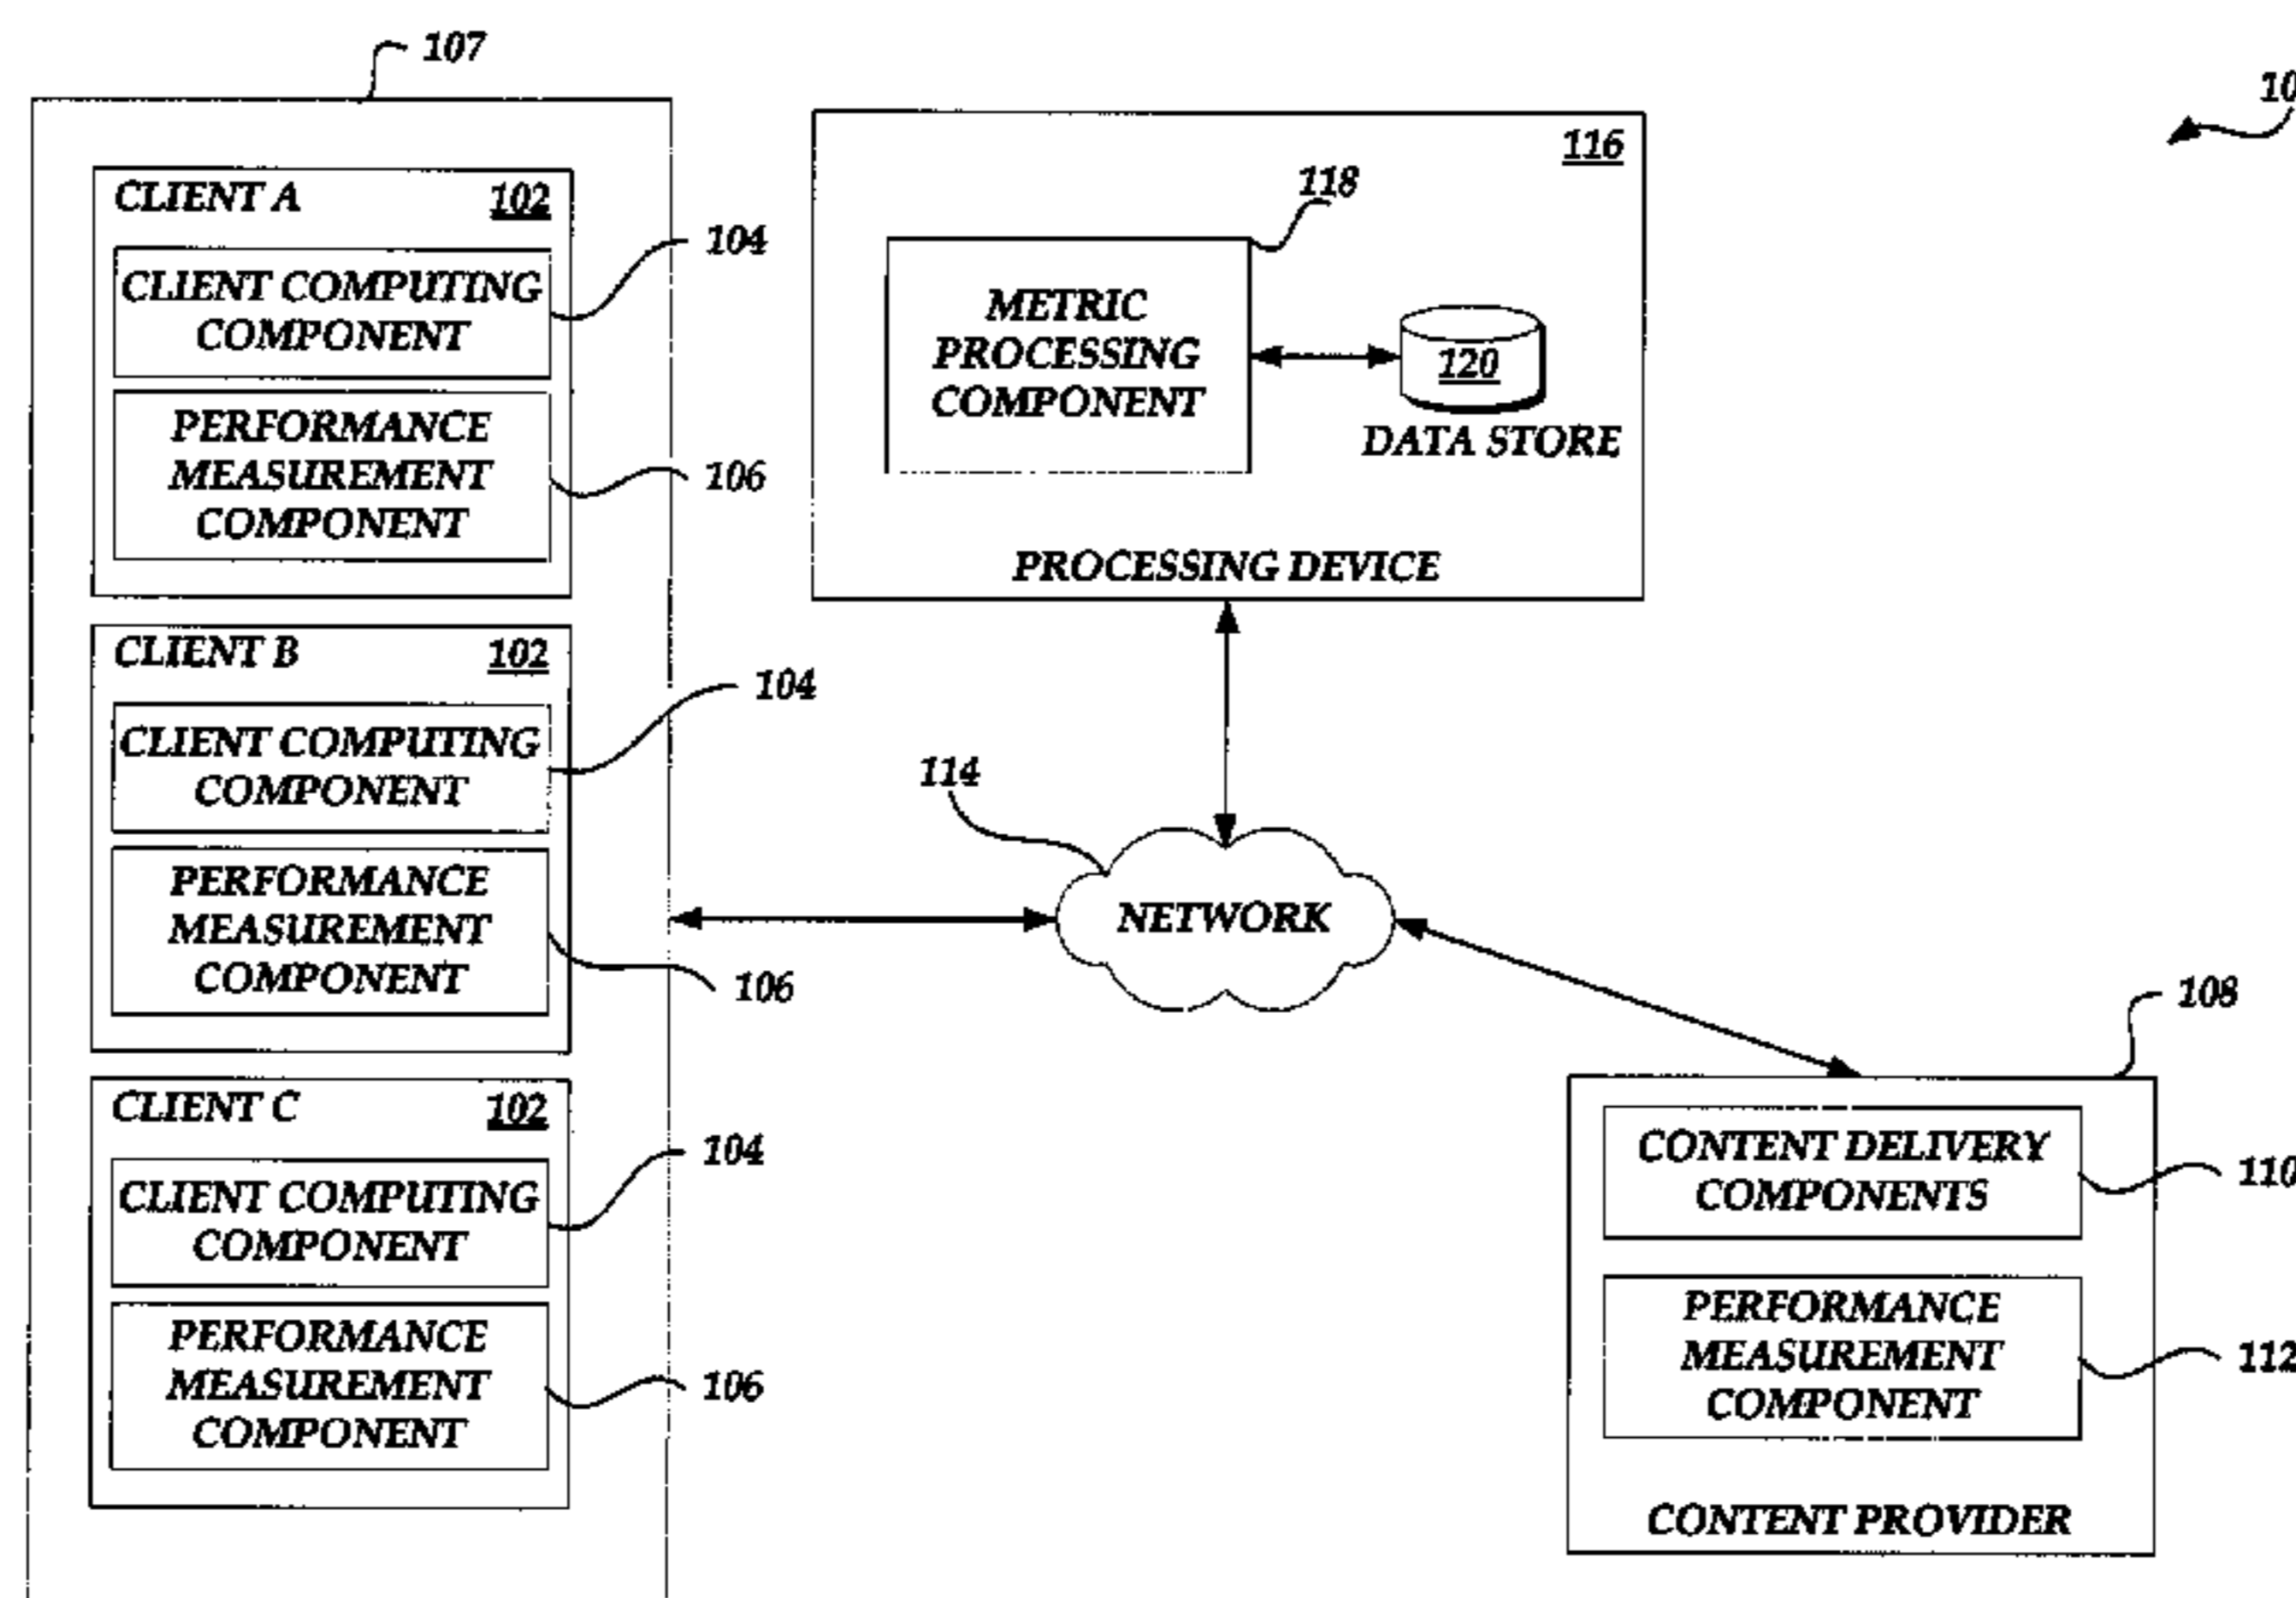 107
CLIENT A 102
CLIENT COMPUTING
COMPONENT
104
PERFORMANCE
MEASUREMENT
COMPONENT
106
CLIENT B 102
CLIENT COMPUTING
COMPONENT
104
PERFORMANCE
MEASUREMENT
COMPONENT
106
CLIENT C 102
CLIENT COMPUTING
COMPONENT
104
PERFORMANCE
MEASUREMENT
COMPONENT
106
116
118
METRIC
PROCESSING
COMPONENT
120
DATA STORE
PROCESSING DEVICE
114
NETWORK
108
CONTENT DELIVERY
COMPONENTS
110
PERFORMANCE
MEASUREMENT
COMPONENT
112
CONTENT PROVIDER